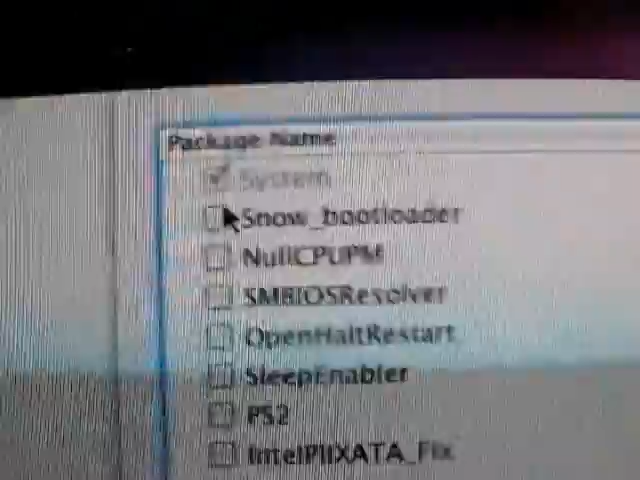 Package Name
System
Snow_bootloader
NullCPUPM
SMBIOSResolver
OpenHaltRestart
SleepEnabler
PS2
IntelPIIXATA_Fix